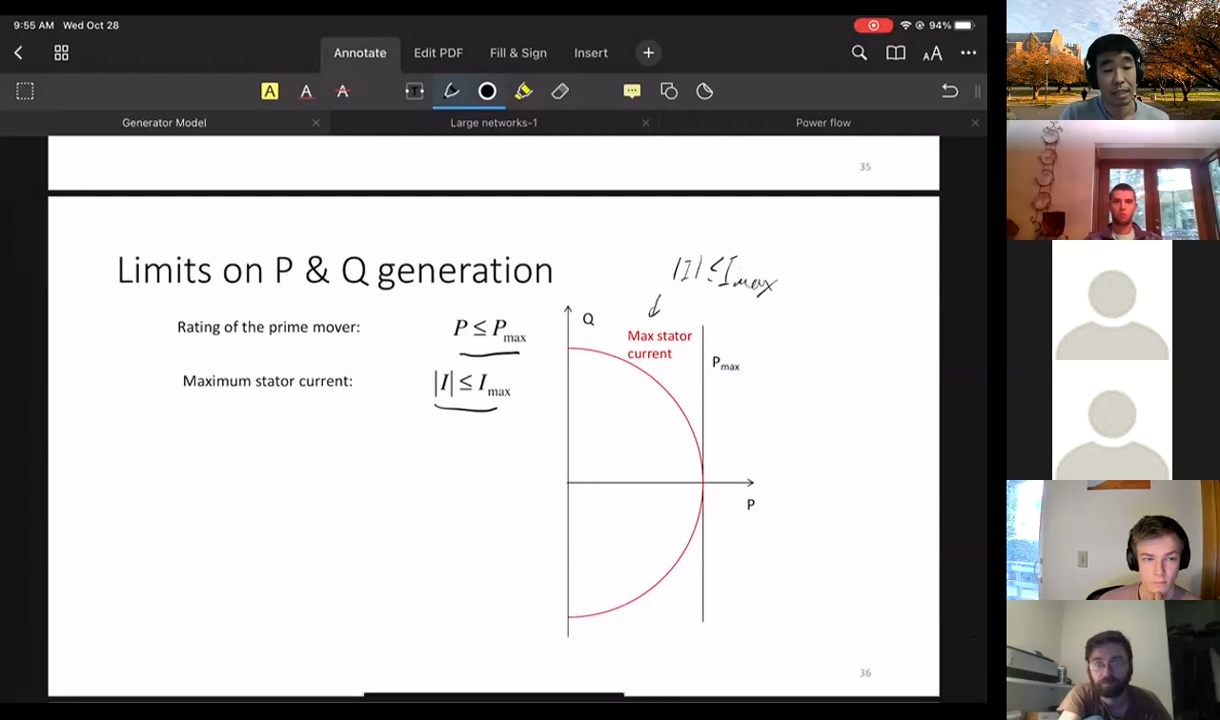 9:55 AM Wed Oct 28
94%
Annotate
Edit PDF
Fill & Sign
Insert
Generator Model
Large networks-1
Power flow
35
Limits on P & Q generation
|I| ≤ Imax
Rating of the prime mover:
P ≤ Pmax
Maximum stator current:
|I| ≤ Imax
Q
Max stator
current
Pmax
P
36